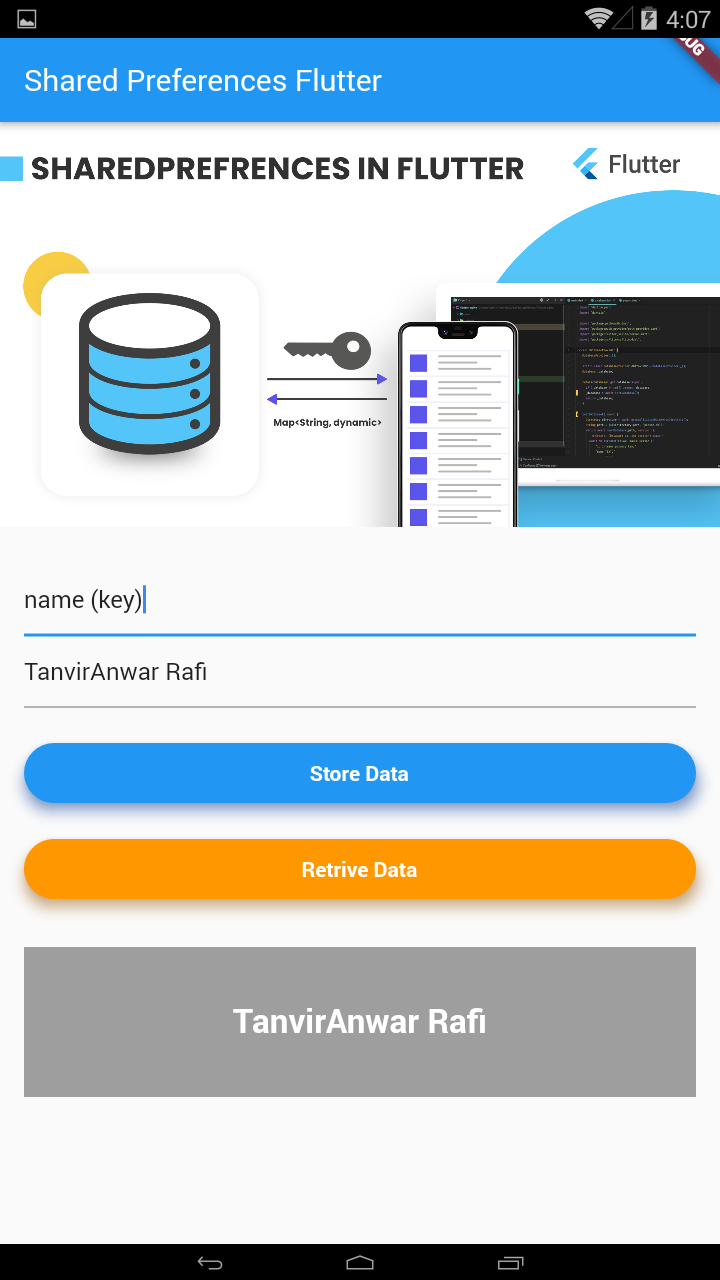 4:07
Shared Preferences Flutter
SHAREDPREFRENCES IN FLUTTER
Flutter
Map<String, dynamic>
name (key)
TanvirAnwar Rafi
Store Data
Retrive Data
TanvirAnwar Rafi